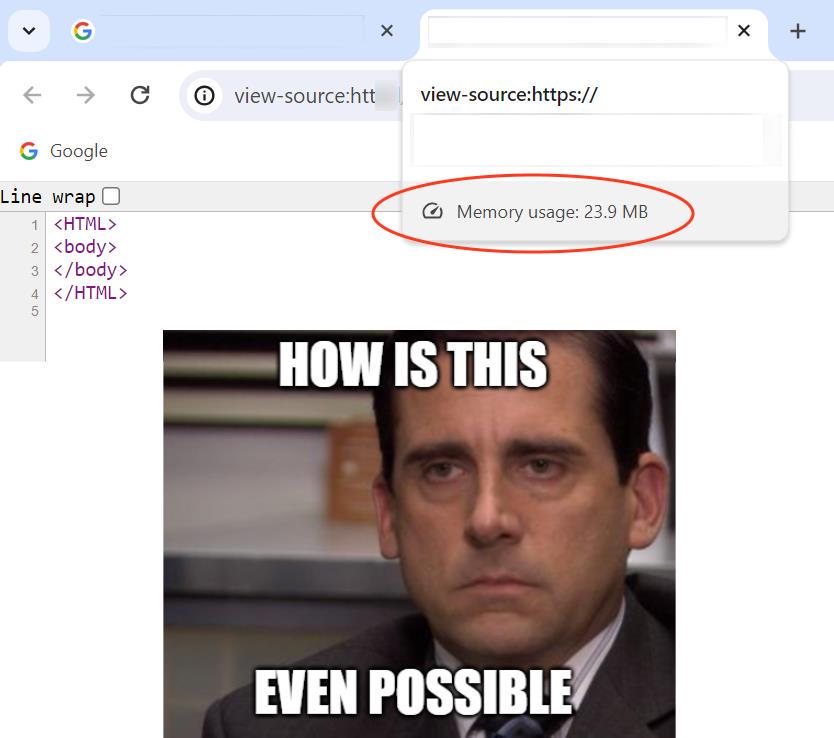 view-source:htt
view-source:https://
Google
Memory usage: 23.9 MB
Line wrap
1 <HTML>
2 <body>
3 </body>
4 </HTML>
5
HOW IS THIS
EVEN POSSIBLE